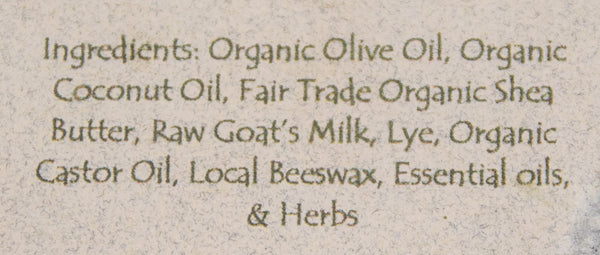 Ingredients: Organic Olive Oil, Organic
Coconut Oil, Fair Trade Organic Shea
Butter, Raw Goat's Milk, Lye, Organic
Castor Oil, Local Beeswax, Essential oils,
& Herbs